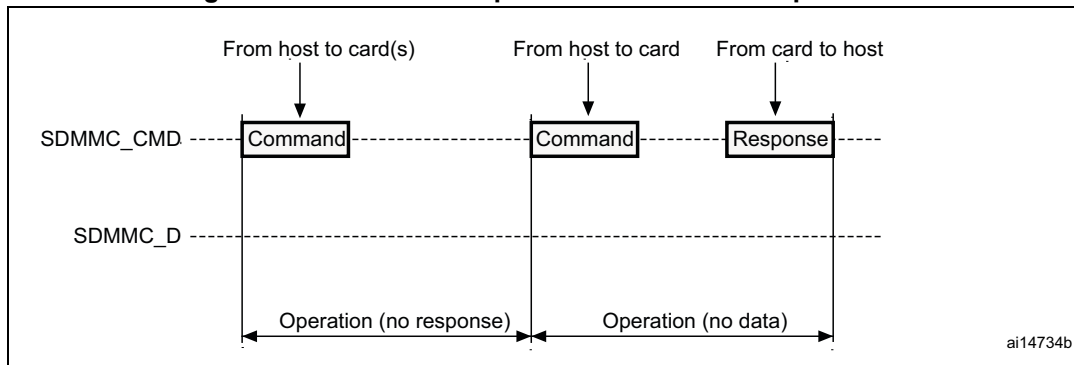 From host to card(s) From host to card From card to host
SDMMC_CMD Command Command Response
SDMMC_D
Operation (no response) Operation (no data)
ai14734b